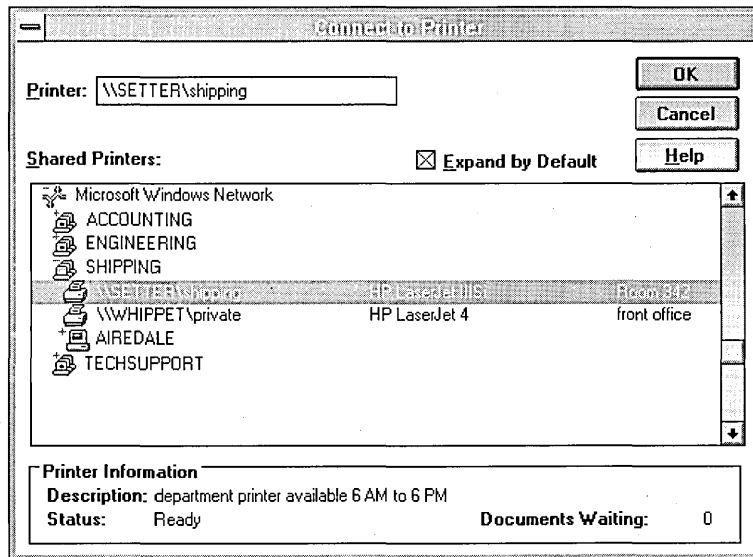 Connect to Printer
Printer: \\SETTER\shipping
OK
Cancel
Help
Shared Printers:
Expand by Default
Microsoft Windows Network
ACCOUNTING
ENGINEERING
SHIPPING
\\SETTER\shipping HP LaserJet IIISi Room 342
\\WHIPPET\private HP LaserJet 4 front office
AIREDALE
TECHSUPPORT
Printer Information
Description: department printer available 6 AM to 6 PM
Status: Ready Documents Waiting: 0